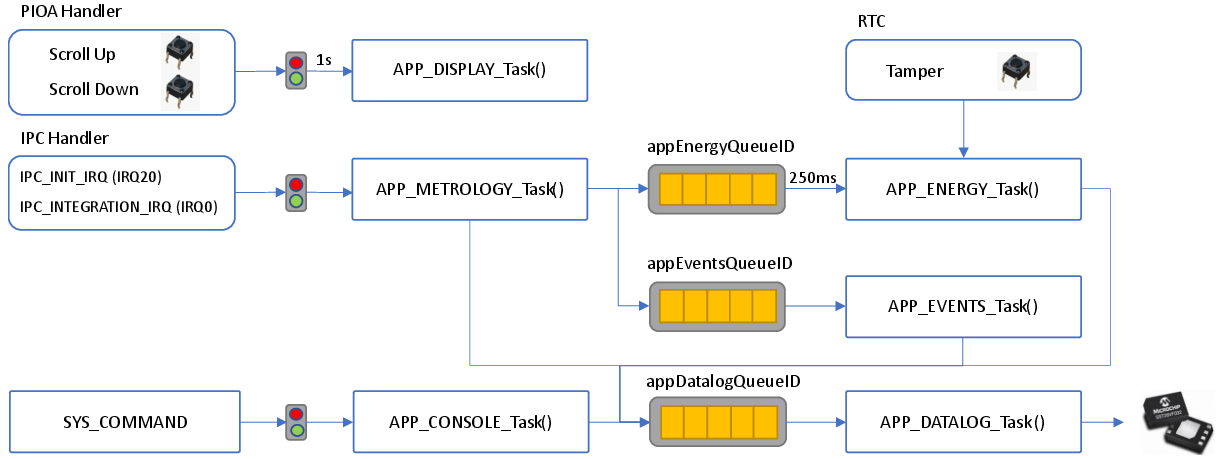 PIOA Handler
Scroll Up
Scroll Down
1s
APP_DISPLAY_Task()
RTC
Tamper
IPC Handler
IPC_INIT_IRQ (IRQ20)
IPC_INTEGRATION_IRQ (IRQ0)
APP_METROLOGY_Task()
appEnergyQueueID
250ms
APP_ENERGY_Task()
appEventsQueueID
APP_EVENTS_Task()
SYS_COMMAND
APP_CONSOLE_Task()
appDatalogQueueID
APP_DATALOG_Task()
MICROCHIP